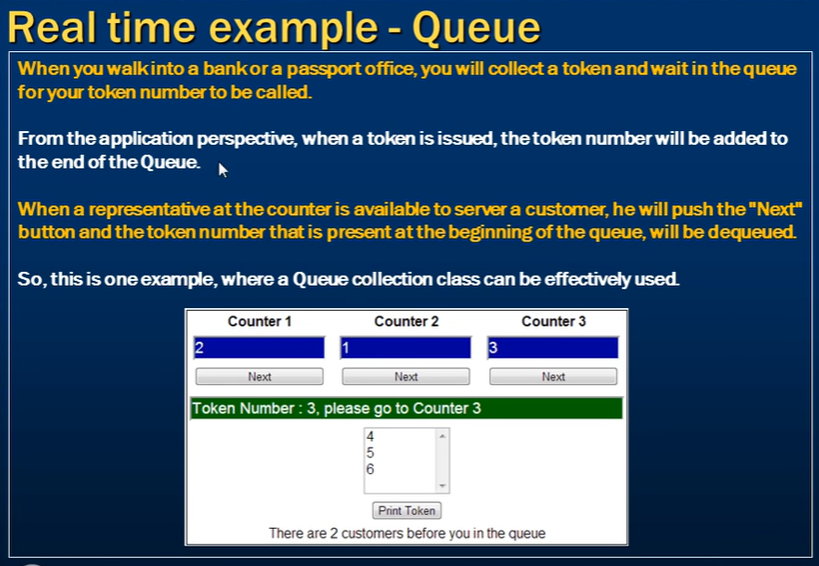 Real time example - Queue
When you walk into a bank or a passport office, you will collect a token and wait in the queue
for your token number to be called.
From the application perspective, when a token is issued, the token number will be added to
the end of the Queue.
When a representative at the counter is available to server a customer, he will push the "Next"
button and the token number that is present at the beginning of the queue, will be dequeued.
So, this is one example, where a Queue collection class can be effectively used.
Counter 1 Counter 2 Counter 3
2 1 3
Next Next Next
Token Number : 3, please go to Counter 3
4
5
6
Print Token
There are 2 customers before you in the queue